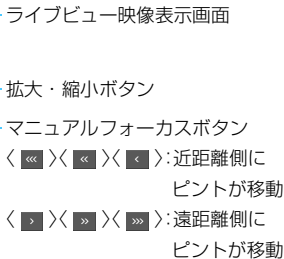 ライブビュー映像表示画面
拡大・縮小ボタン
マニュアルフォーカスボタン
〈 <<< 〉〈 << 〉〈 < 〉:近距離側に
ピントが移動
〈 > 〉〈 >> 〉〈 >>> 〉:遠距離側に
ピントが移動